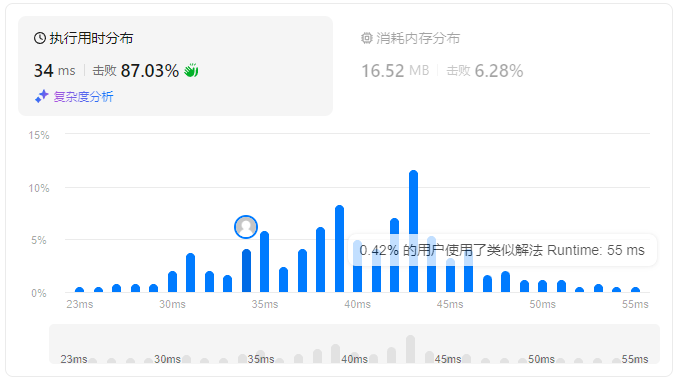 执行用时分布
34 ms 击败 87.03%
复杂度分析
消耗内存分布
16.52 MB 击败 6.28%
15%
10%
5%
0%
0.42% 的用户使用了类似解法 Runtime: 55 ms
23ms 30ms 35ms 40ms 45ms 50ms 55ms
23ms 30ms 35ms 40ms 45ms 50ms 55ms